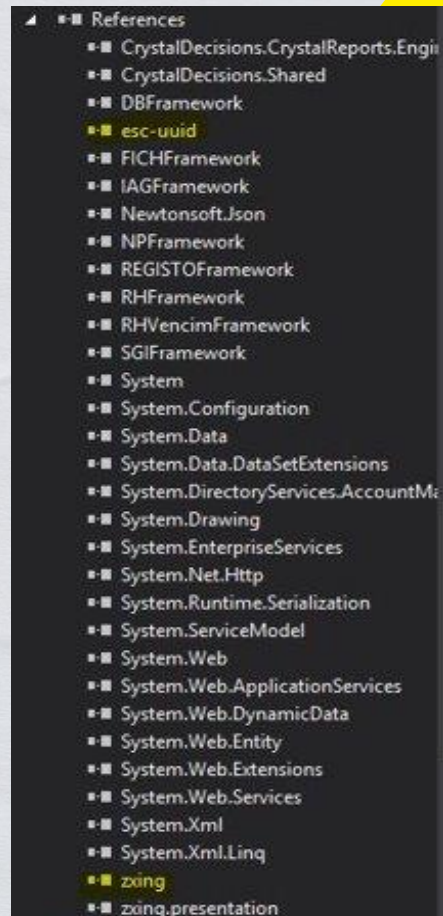 References
CrystalDecisions.CrystalReports.Engi
CrystalDecisions.Shared
DBFramework
esc-uuid
FICHFramework
IAGFramework
Newtonsoft.Json
NPFramework
REGISTOFramework
RHFramework
RHVencimFramework
SGIFramework
System
System.Configuration
System.Data
System.Data.DataSetExtensions
System.DirectoryServices.AccountMa
System.Drawing
System.EnterpriseServices
System.Net.Http
System.Runtime.Serialization
System.ServiceModel
System.Web
System.Web.ApplicationServices
System.Web.DynamicData
System.Web.Entity
System.Web.Extensions
System.Web.Services
System.Xml
System.Xml.Linq
zxing
zxing.presentation